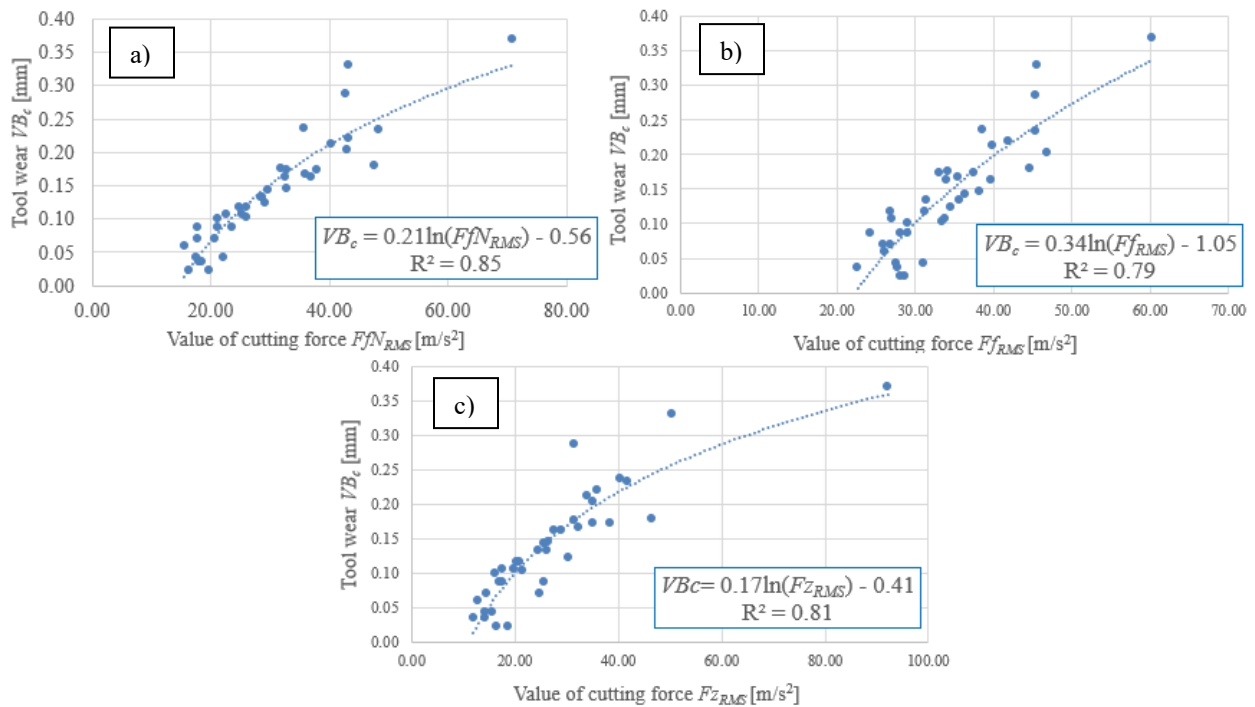 a)
Tool wear VBc [mm]
0.40
0.35
0.30
0.25
0.20
0.15
0.10
0.05
0.00
0.00 20.00 40.00 60.00 80.00
VBc = 0.21ln(FfNRMS) - 0.56
R² = 0.85
Value of cutting force FfNRMS [m/s²]
b)
Tool wear VBc [mm]
0.40
0.35
0.30
0.25
0.20
0.15
0.10
0.05
0.00
0.00 10.00 20.00 30.00 40.00 50.00 60.00 70.00
VBc = 0.34ln(FfRMS) - 1.05
R² = 0.79
Value of cutting force FfRMS [m/s²]
c)
Tool wear VBc [mm]
0.40
0.35
0.30
0.25
0.20
0.15
0.10
0.05
0.00
0.00 20.00 40.00 60.00 80.00 100.00
VBc= 0.17ln(FzRMS) - 0.41
R² = 0.81
Value of cutting force FzRMS [m/s²]